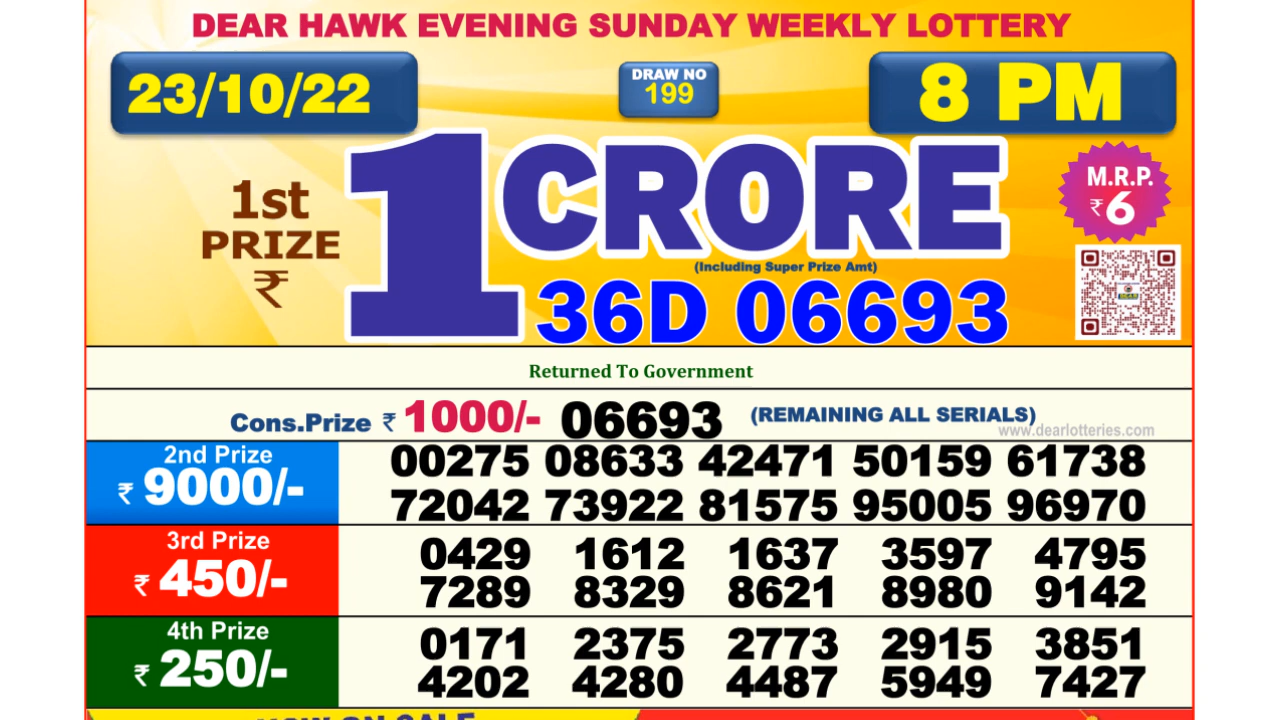 DEAR HAWK EVENING SUNDAY WEEKLY LOTTERY
23/10/22
DRAW NO
199
8 PM
1st
PRIZE
₹
1 CRORE
(Including Super Prize Amt)
36D 06693
M.R.P.
₹6
Returned To Government
Cons.Prize ₹ 1000/- 06693 (REMAINING ALL SERIALS)
www.dearlotteries.com
2nd Prize
₹ 9000/-
00275 08633 42471 50159 61738
72042 73922 81575 95005 96970
3rd Prize
₹ 450/-
0429 1612 1637 3597 4795
7289 8329 8621 8980 9142
4th Prize
₹ 250/-
0171 2375 2773 2915 3851
4202 4280 4487 5949 7427
NOW ON SALE